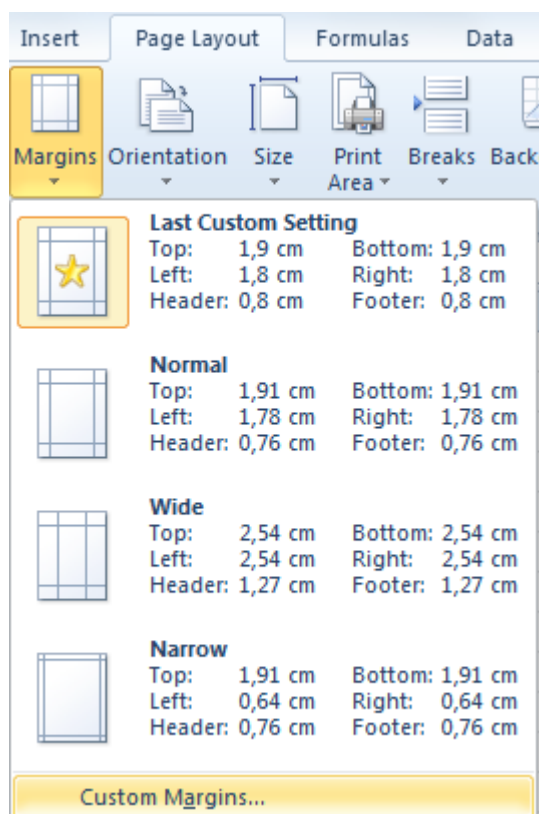 Insert Page Layout Formulas Data
Margins Orientation Size Print Area Breaks
Last Custom Setting
Top: 1,9 cm Bottom: 1,9 cm
Left: 1,8 cm Right: 1,8 cm
Header: 0,8 cm Footer: 0,8 cm
Normal
Top: 1,91 cm Bottom: 1,91 cm
Left: 1,78 cm Right: 1,78 cm
Header: 0,76 cm Footer: 0,76 cm
Wide
Top: 2,54 cm Bottom: 2,54 cm
Left: 2,54 cm Right: 2,54 cm
Header: 1,27 cm Footer: 1,27 cm
Narrow
Top: 1,91 cm Bottom: 1,91 cm
Left: 0,64 cm Right: 0,64 cm
Header: 0,76 cm Footer: 0,76 cm
Custom Margins...